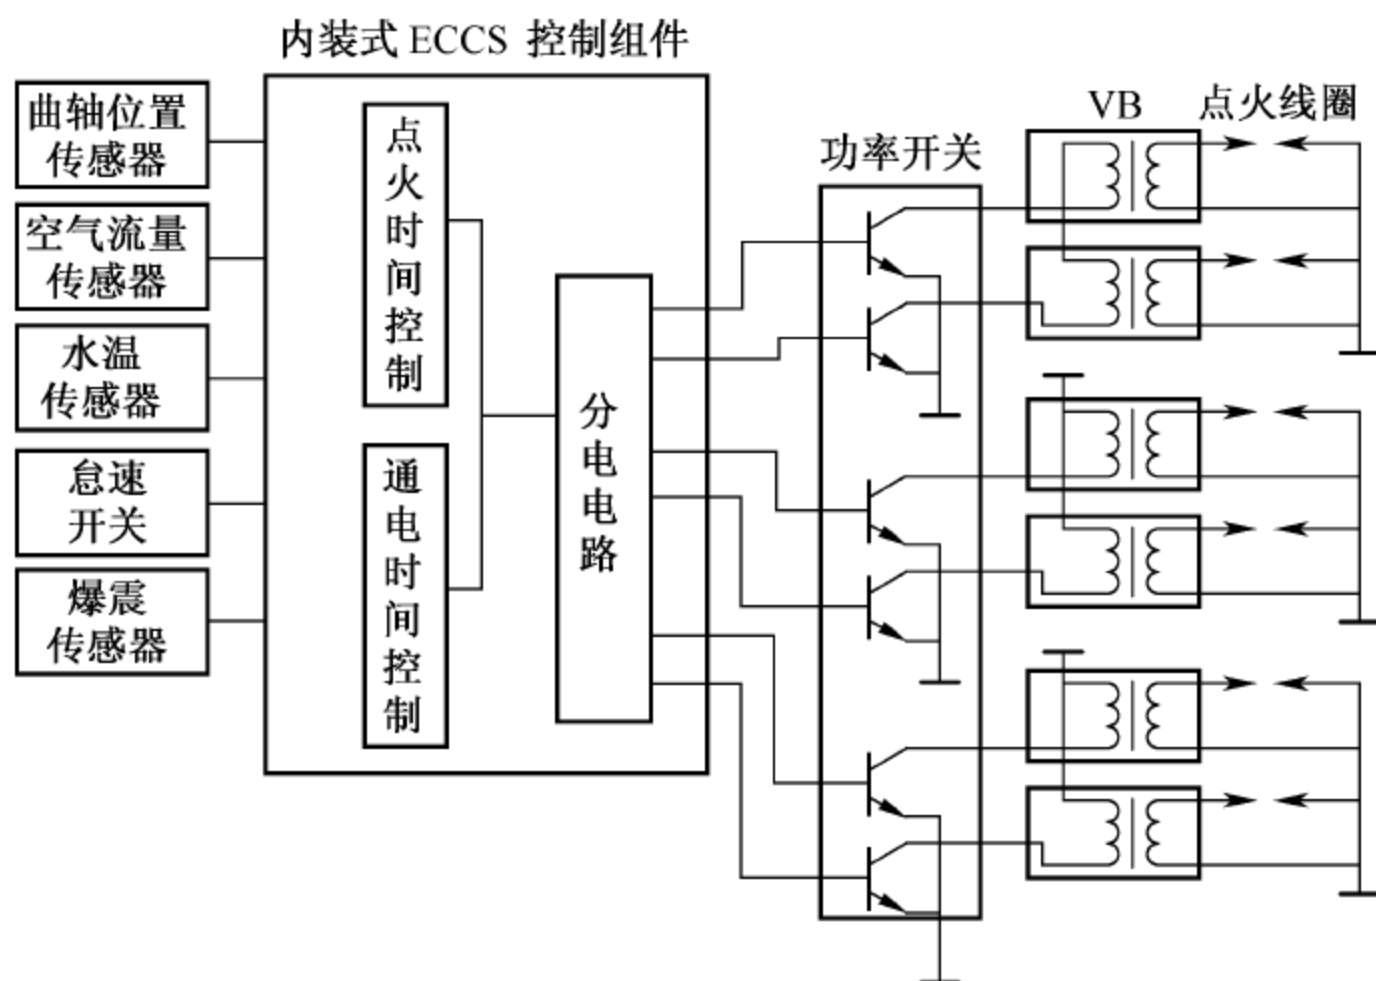 内装式 ECCS 控制组件
曲轴位置
传感器
空气流量
传感器
水温
传感器
怠速
开关
爆震
传感器
点火时间控制
通电时间控制
分电电路
功率开关
VB
点火线圈